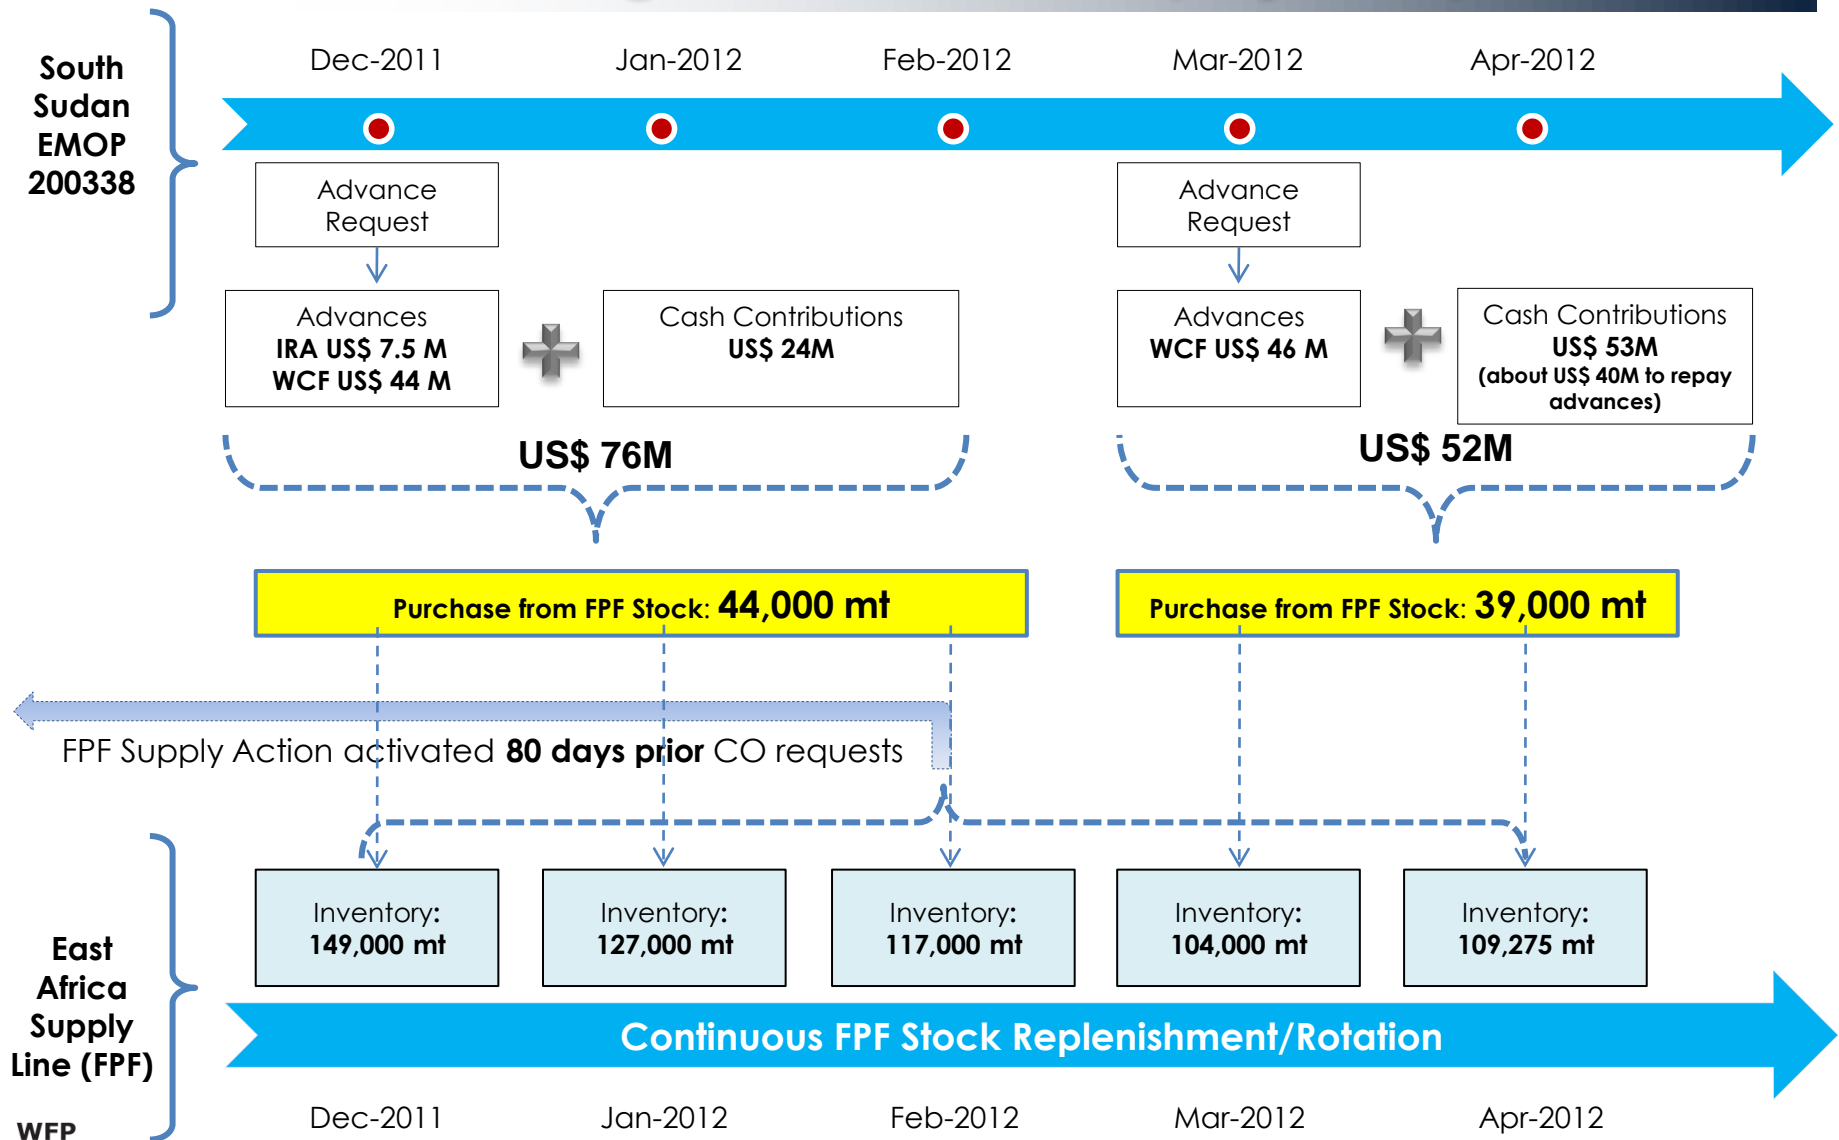 South
Sudan
EMOP
200338
Dec-2011
Jan-2012
Feb-2012
Mar-2012
Apr-2012
Advance
Request
Advance
Request
Advances
IRA US$ 7.5 M
WCF US$ 44 M
Cash Contributions
US$ 24M
Advances
WCF US$ 46 M
Cash Contributions
US$ 53M
(about US$ 40M to repay
advances)
US$ 76M
US$ 52M
Purchase from FPF Stock: 44,000 mt
Purchase from FPF Stock: 39,000 mt
FPF Supply Action activated 80 days prior CO requests
East
Africa
Supply
Line (FPF)
Inventory:
149,000 mt
Inventory:
127,000 mt
Inventory:
117,000 mt
Inventory:
104,000 mt
Inventory:
109,275 mt
Continuous FPF Stock Replenishment/Rotation
Dec-2011
Jan-2012
Feb-2012
Mar-2012
Apr-2012
WFP